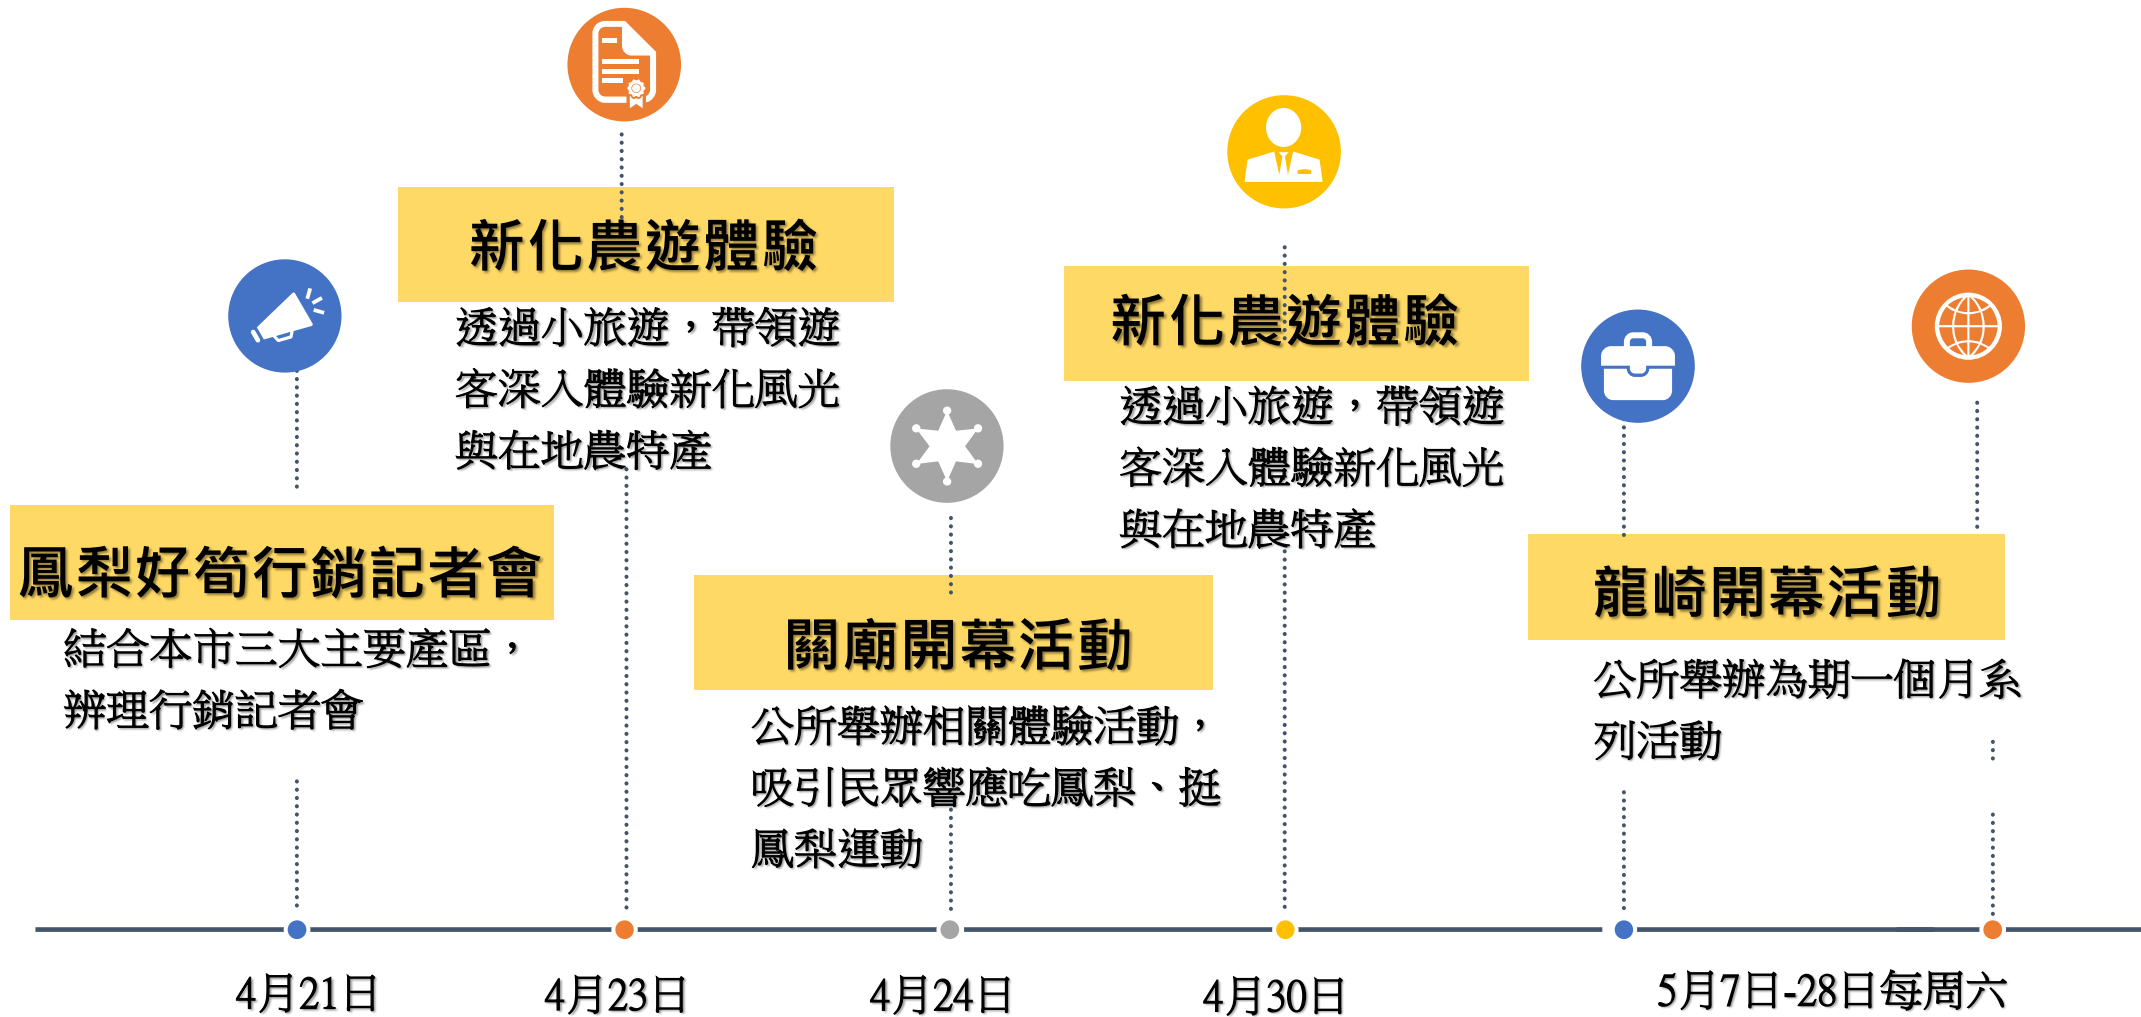 新化農遊體驗
透過小旅遊，帶領遊
客深入體驗新化風光
與在地農特產
新化農遊體驗
透過小旅遊，帶領遊
客深入體驗新化風光
與在地農特產
鳳梨好筍行銷記者會
結合本市三大主要產區，
辨理行銷記者會
關廟開幕活動
公所舉辦相關體驗活動，
吸引民眾響應吃鳳梨、挺
鳳梨運動
龍崎開幕活動
公所舉辦為期一個月系
列活動
4月21日
4月23日
4月24日
4月30日
5月7日-28日每周六